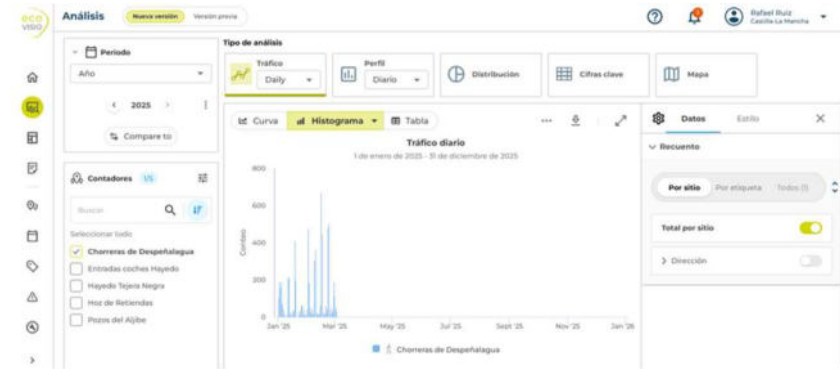 eco
VISIO
Análisis
Nueva versión
Versión previa
Rafael Ruiz
Castilla-La Mancha
Periodo
Año
2025
Compare to
Contadores
1/5
Buscar
Seleccionar todo
Chorreras de Despeñalagua
Entradas coches Hayedo
Hayedo Tejera Negra
Hoz de Retiendas
Pozos del Aljibe
Tipo de análisis
Tráfico
Daily
Perfil
Diario
Distribución
Cifras clave
Mapa
Curva
Histograma
Tabla
Tráfico diario
1 de enero de 2025 - 31 de diciembre de 2025
Conteo
800
600
400
200
0
Jan '25
Mar '25
May '25
Jul '25
Sept '25
Nov '25
Jan '26
Chorreras de Despeñalagua
Datos
Estilo
Recuento
Por sitio
Por etiqueta
Todos (1)
Total por sitio
Dirección